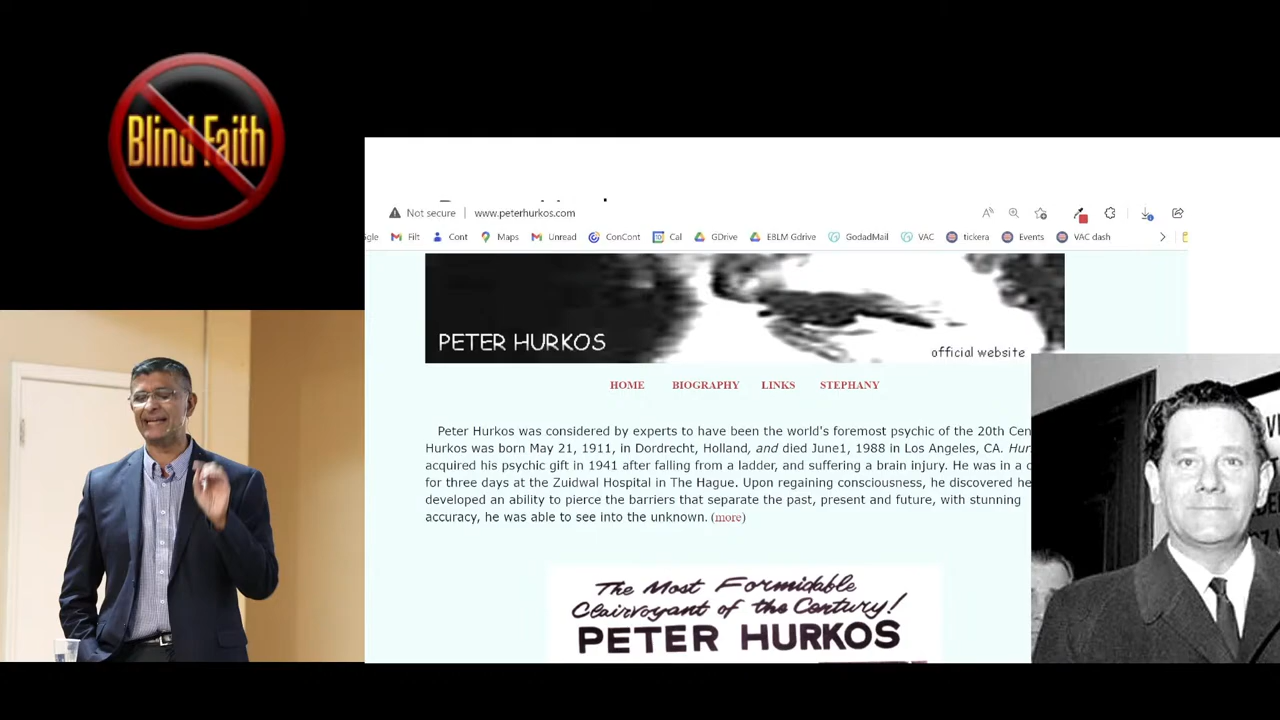 Blind Faith
Not secure
www.peterhurkos.com
gle
Filt
Cont
Maps
Unread
ConCont
Cal
GDrive
EBLM Gdrive
GodadMail
VAC
tickera
Events
VAC dash
PETER HURKOS
official website
HOME BIOGRAPHY LINKS STEPHANY
Peter Hurkos was considered by experts to have been the world's foremost psychic of the 20th Cen
Hurkos was born May 21, 1911, in Dordrecht, Holland, and died June1, 1988 in Los Angeles, CA. Hur
acquired his psychic gift in 1941 after falling from a ladder, and suffering a brain injury. He was in a c
for three days at the Zuidwal Hospital in The Hague. Upon regaining consciousness, he discovered he
developed an ability to pierce the barriers that separate the past, present and future, with stunning
accuracy, he was able to see into the unknown. (more)
The Most Formidable
Clairvoyant of the Century!
PETER HURKOS